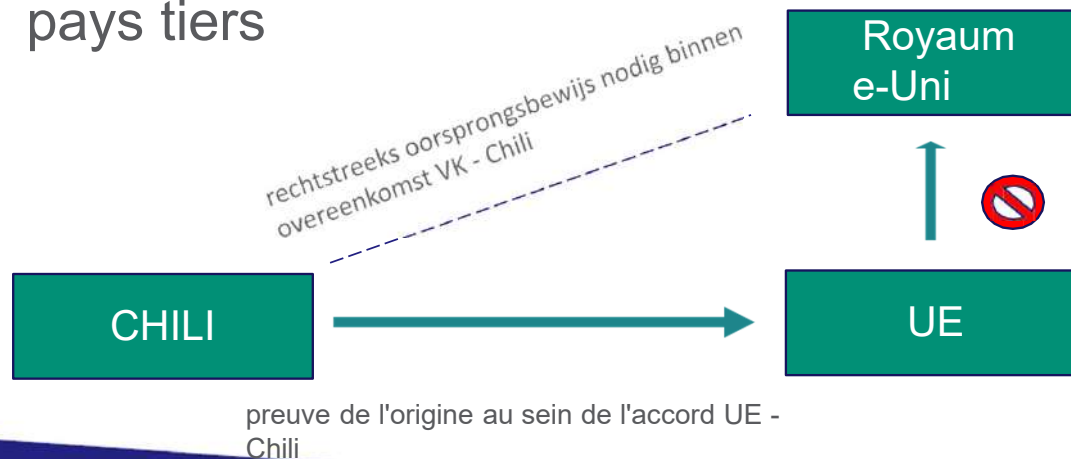 pays tiers
Royaum
e-Uni
rechtstreeks oorsprongsbewijs nodig binnen
overeenkomst VK - Chili
CHILI
UE
preuve de l'origine au sein de l'accord UE -
Chili